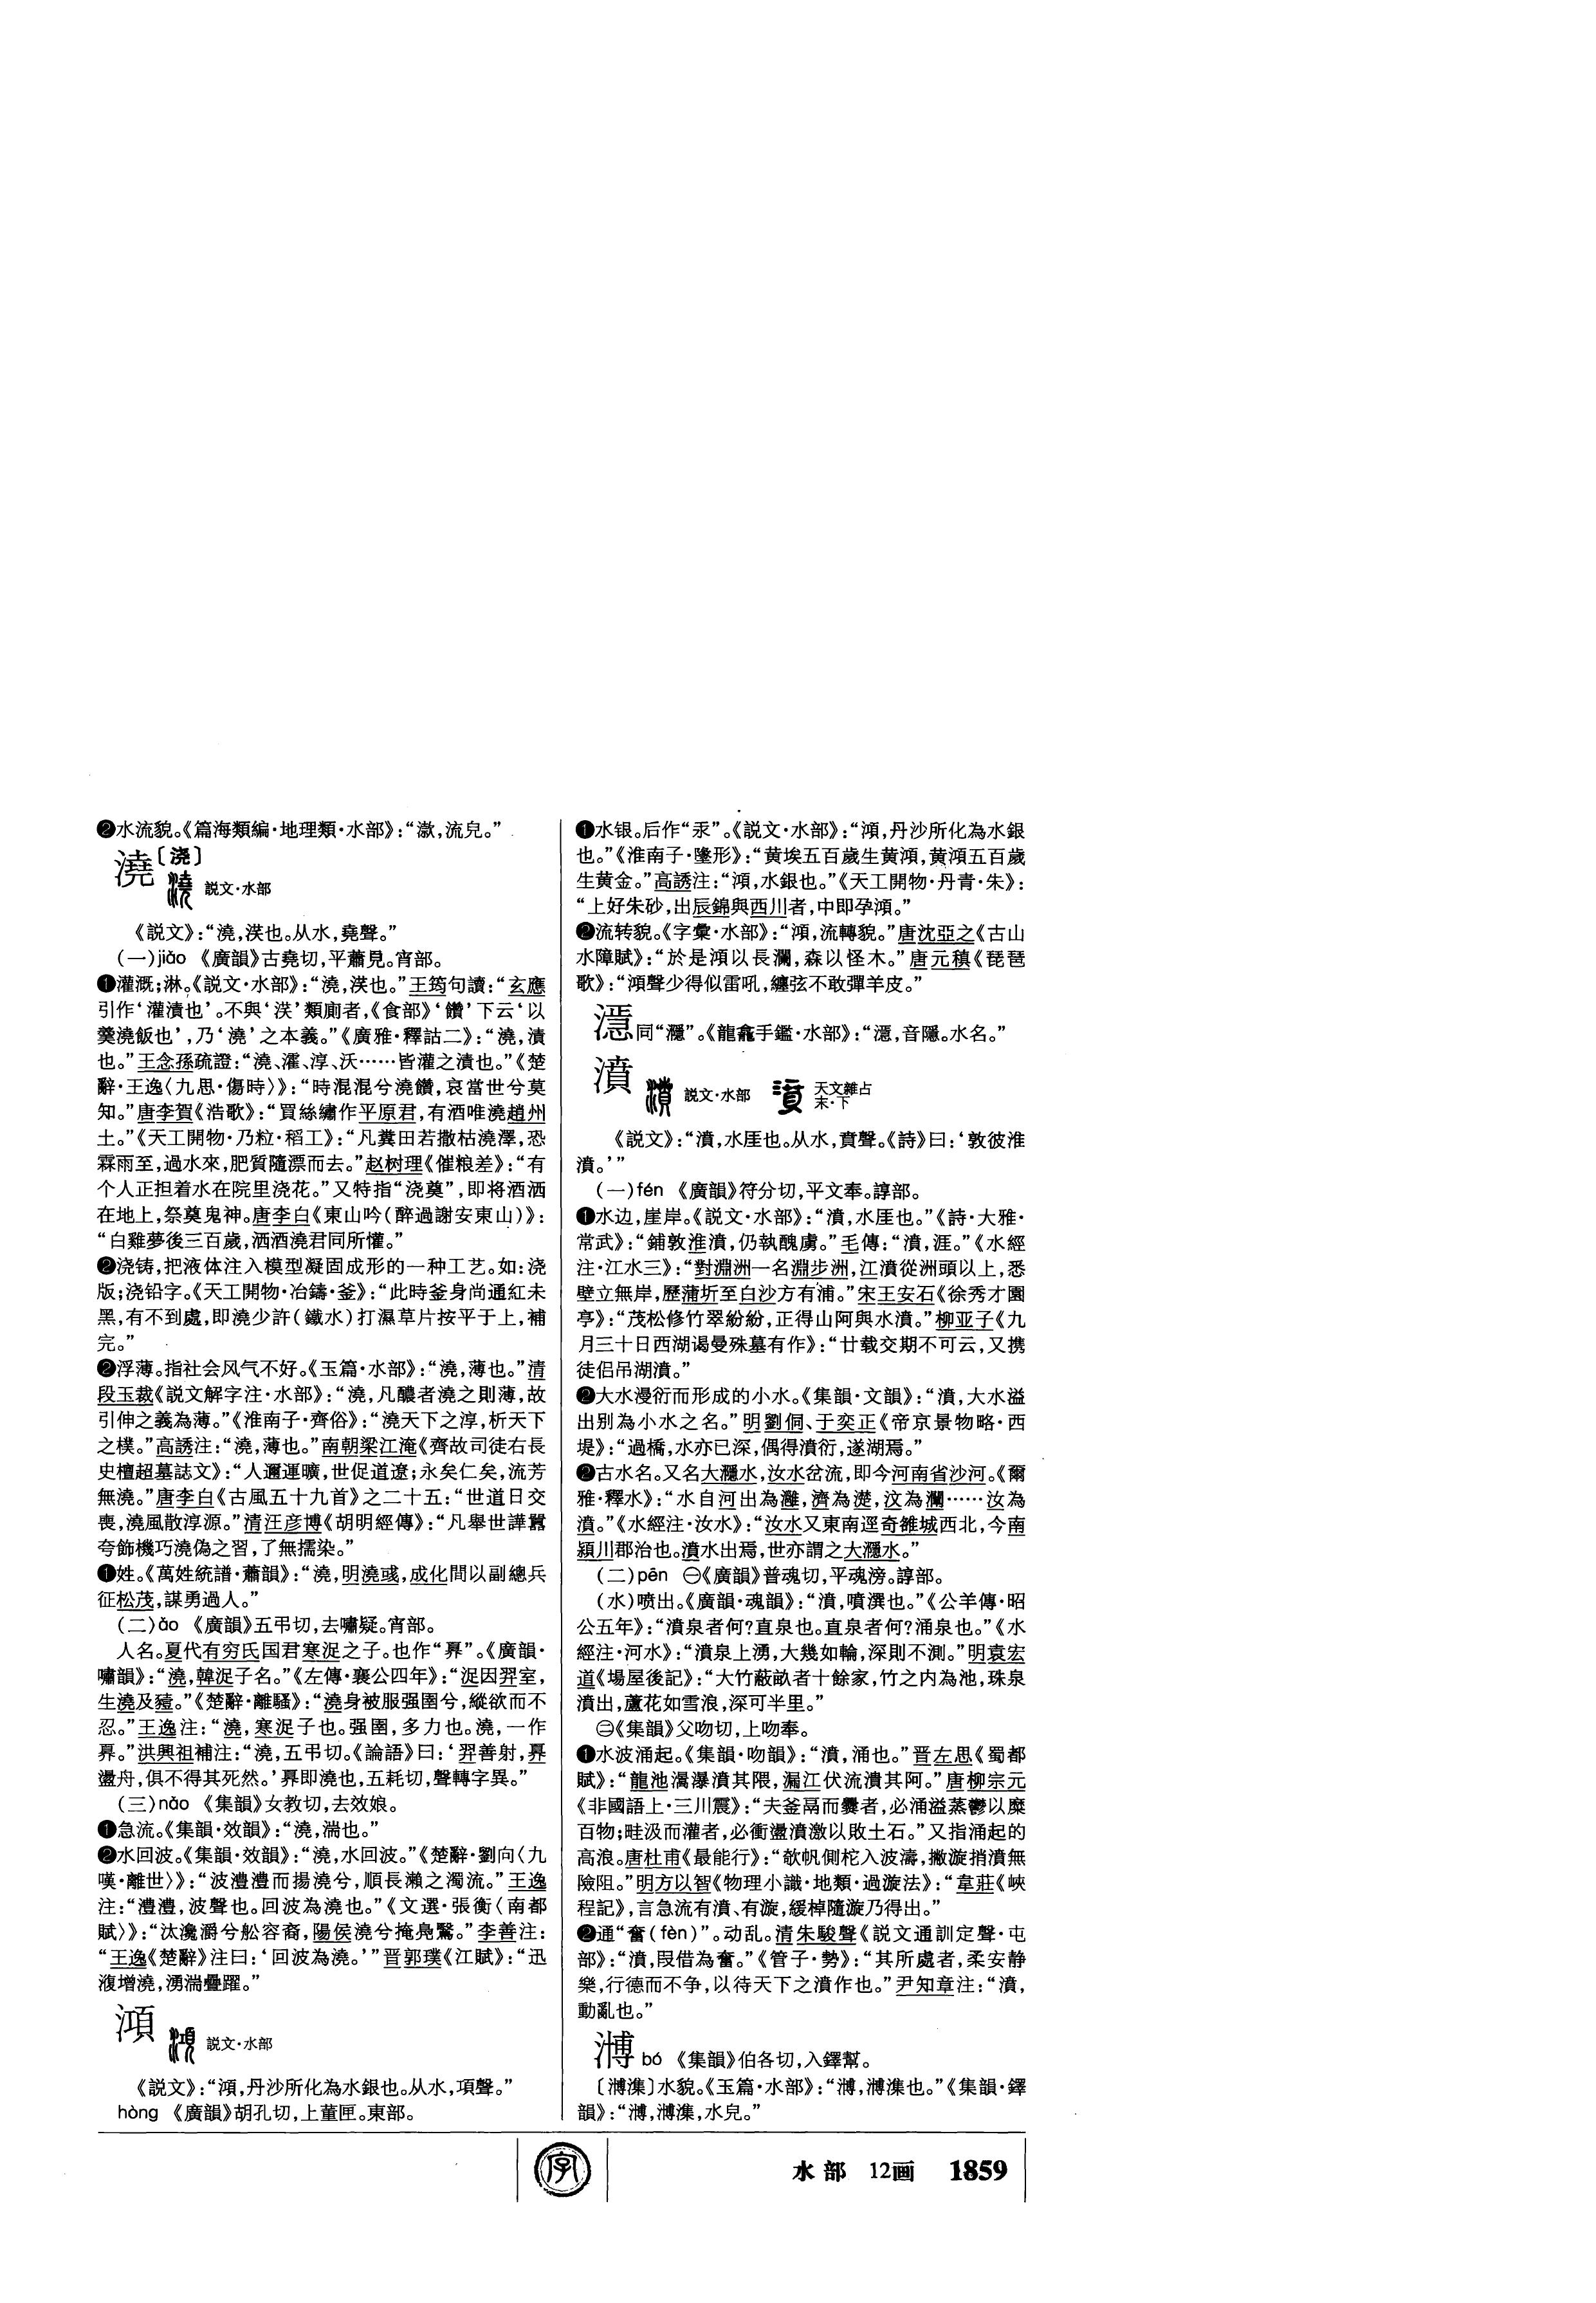 ❷水流貌。《篇海類編·地理類·水部》：“漵，流皃。”
澆〔浇〕
説文·水部
《説文》：“澆，渼也。从水，堯聲。”
（一）jiāo 《廣韻》古堯切，平蕭見。宵部。
❶灌溉；淋。《説文·水部》：“澆，渼也。”王筠句讀：“玄應
引作‘灌漬也’。不與‘渼’類廁者，《食部》‘饡’下云‘以
羹澆飯也’，乃‘澆’之本義。”《廣雅·釋詁二》：“澆，漬
也。”王念孫疏證：“澆、灌、淳、沃……皆灌之漬也。”《楚
辭·王逸〈九思·傷時〉》：“時混混兮澆饡，哀當世兮莫
知。”唐李賀《浩歌》：“買絲繡作平原君，有酒唯澆趙州
土。”《天工開物·乃粒·稻工》：“凡糞田若撒枯澆澤，恐
霖雨至，過水來，肥質隨漂而去。”赵树理《催粮差》：“有
个人正担着水在院里浇花。”又特指“浇奠”，即将酒洒
在地上，祭奠鬼神。唐李白《東山吟（醉過謝安東山）》：
“白雞夢後三百歲，洒酒澆君同所懽。”
❷浇铸，把液体注入模型凝固成形的一种工艺。如：浇
版；浇铅字。《天工開物·冶鑄·釜》：“此時釜身尚通紅未
黑，有不到處，即澆少許（鐵水）打濕草片按平于上，補
完。”
❷浮薄。指社会风气不好。《玉篇·水部》：“澆，薄也。”清
段玉裁《説文解字注·水部》：“澆，凡醲者澆之則薄，故
引伸之義為薄。”《淮南子·齊俗》：“澆天下之淳，析天下
之樸。”高誘注：“澆，薄也。”南朝梁江淹《齊故司徒右長
史檀超墓誌文》：“人邇運曠，世促道遼；永矣仁矣，流芳
無澆。”唐李白《古風五十九首》之二十五：“世道日交
喪，澆風散淳源。”清汪彦博《胡明經傳》：“凡舉世譁囂
夸飾機巧澆偽之習，了無擩染。”
❶姓。《萬姓統譜·蕭韻》：“澆，明澆彧，成化間以副總兵
征松茂，謀勇過人。”
（二）ào 《廣韻》五弔切，去嘯疑。宵部。
人名。夏代有穷氏国君寒浞之子。也作“奡”。《廣韻·
嘯韻》：“澆，韓浞子名。”《左傳·襄公四年》：“浞因羿室，
生澆及豷。”《楚辭·離騷》：“澆身被服强圉兮，縱欲而不
忍。”王逸注：“澆，寒浞子也。强圉，多力也。澆，一作
奡。”洪興祖補注：“澆，五弔切。《論語》曰：‘羿善射，奡
盪舟，俱不得其死然。’奡即澆也，五耗切，聲轉字異。”
（三）nào 《集韻》女教切，去效娘。
❶急流。《集韻·效韻》：“澆，湍也。”
❷水回波。《集韻·效韻》：“澆，水回波。”《楚辭·劉向〈九
嘆·離世〉》：“波澧澧而揚澆兮，順長瀨之濁流。”王逸
注：“澧澧，波聲也。回波為澆也。”《文選·張衡〈南都
賦〉》：“汰瀺灂兮舩容裔，陽侯澆兮掩鳧鷖。”李善注：
“王逸《楚辭》注曰：‘回波為澆。’”晋郭璞《江賦》：“迅
澓增澆，湧湍疊躍。”
澒
説文·水部
《説文》：“澒，丹沙所化為水銀也。从水，項聲。”
hòng 《廣韻》胡孔切，上董匣。東部。
❶水银。后作“汞”。《説文·水部》：“澒，丹沙所化為水銀
也。”《淮南子·墬形》：“黄埃五百歲生黄澒，黄澒五百歲
生黄金。”高誘注：“澒，水銀也。”《天工開物·丹青·朱》：
“上好朱砂，出辰錦與西川者，中即孕澒。”
❷流转貌。《字彙·水部》：“澒，流轉貌。”唐沈亞之《古山
水障賦》：“於是澒以長瀾，森以怪木。”唐元稹《琵琶
歌》：“澒聲少得似雷吼，纏弦不敢彈羊皮。”
同“㶏”。《龍龕手鑑·水部》：“音隱。水名。”
濆
説文·水部 天文雜占
末·下
《説文》：“濆，水厓也。从水，賁聲。《詩》曰：‘敦彼淮
濆。’”
（一）fén 《廣韻》符分切，平文奉。諄部。
❶水边，崖岸。《説文·水部》：“濆，水厓也。”《詩·大雅·
常武》：“鋪敦淮濆，仍執醜虜。”毛傳：“濆，涯。”《水經
注·江水三》：“對淵洲一名淵步洲，江濆從洲頭以上，悉
壁立無岸，歷蒲圻至白沙方有浦。”宋王安石《徐秀才園
亭》：“茂松修竹翠紛紛，正得山阿與水濆。”柳亚子《九
月三十日西湖谒曼殊墓有作》：“廿载交期不可云，又携
徒侣吊湖濆。”
❷大水漫衍而形成的小水。《集韻·文韻》：“濆，大水溢
出别為小水之名。”明劉侗、于奕正《帝京景物略·西
堤》：“過橋，水亦已深，偶得濆衍，遂湖焉。”
❷古水名。又名大㶏水，汝水岔流，即今河南省沙河。《爾
雅·釋水》：“水自河出為灉，濟為濋，汶為灛……汝為
濆。”《水經注·汝水》：“汝水又東南逕奇雒城西北，今南
潁川郡治也。濆水出焉，世亦謂之大㶏水。”
（二）pēn ㊀《廣韻》普魂切，平魂滂。諄部。
（水）喷出。《廣韻·魂韻》：“濆，噴潠也。”《公羊傳·昭
公五年》：“濆泉者何？直泉也。直泉者何？涌泉也。”《水
經注·河水》：“濆泉上湧，大幾如輪，深則不測。”明袁宏
道《場屋後記》：“大竹蔽畝者十餘家，竹之内為池，珠泉
濆出，蘆花如雪浪，深可半里。”
㊁《集韻》父吻切，上吻奉。
❶水波涌起。《集韻·吻韻》：“濆，涌也。”晋左思《蜀都
賦》：“龍池㶅瀑濆其隈，漏江伏流潰其阿。”唐柳宗元
《非國語上·三川震》：“夫釜鬲而爨者，必涌溢蒸鬱以糜
百物；畦汲而灌者，必衝盪濆激以敗土石。”又指涌起的
高浪。唐杜甫《最能行》：“欹帆側柁入波濤，撇漩捎濆無
險阻。”明方以智《物理小識·地類·過漩法》：“韋莊《峽
程記》，言急流有濆、有漩，緩棹隨漩乃得出。”
❷通“奮（fèn）”。动乱。清朱駿聲《説文通訓定聲·屯
部》：“濆，叚借為奮。”《管子·勢》：“其所處者，柔安静
樂，行德而不争，以待天下之濆作也。”尹知章注：“濆，
動亂也。”
㶈 bó 《集韻》伯各切，入鐸幫。
〔㶈潗〕水貌。《玉篇·水部》：“㶈，㶈潗也。”《集韻·鐸
韻》：“㶈，㶈潗，水皃。”
字
水部 12画 1859